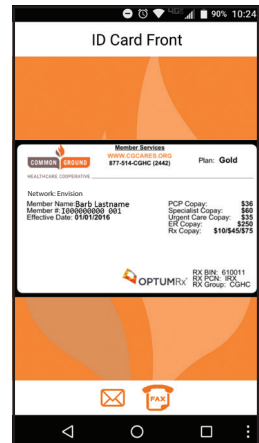 4G 90% 10:24
ID Card Front
COMMON GROUND
HEALTHCARE COOPERATIVE
Member Services
WWW.CGCARES.ORG
877-514-CGHC (2442)
Plan: Gold
Network: Envision
Member Name: Barb Lastname
Member #: I0000000000 001
Effective Date: 01/01/2016
PCP Copay: $36
Specialist Copay: $60
Urgent Care Copay: $35
ER Copay: $250
Rx Copay: $10/$45/$75
OPTUMRx
RX BIN: 610011
RX PCN: IRX
RX Group: CGHC
FAX